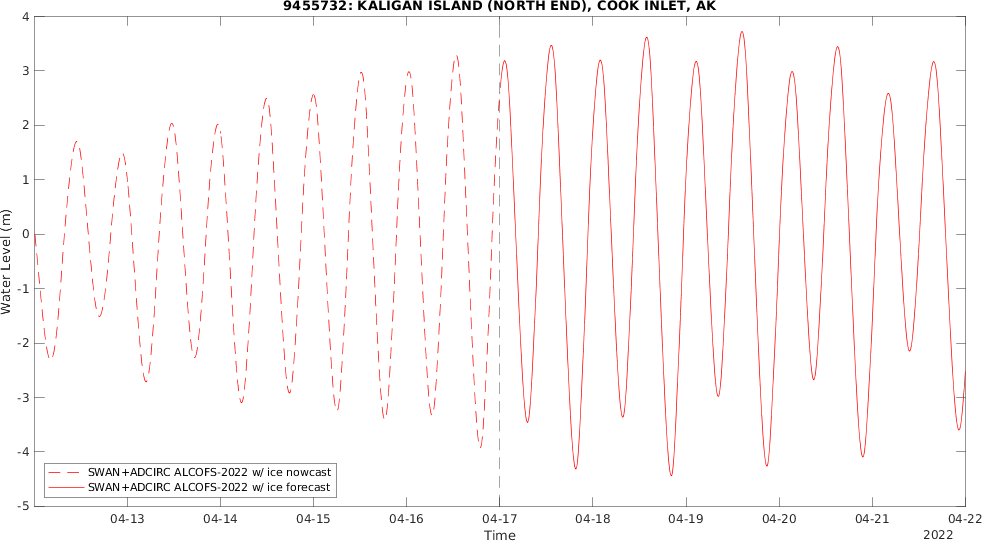 9455732: KALIGAN ISLAND (NORTH END), COOK INLET, AK
4
3
2
1
0
-1
-2
-3
-4
-5
Water Level (m)
SWAN+ADCIRC ALCOFS-2022 w/ ice nowcast
SWAN+ADCIRC ALCOFS-2022 w/ ice forecast
04-13 04-14 04-15 04-16 04-17 04-18 04-19 04-20 04-21 04-22
Time
2022